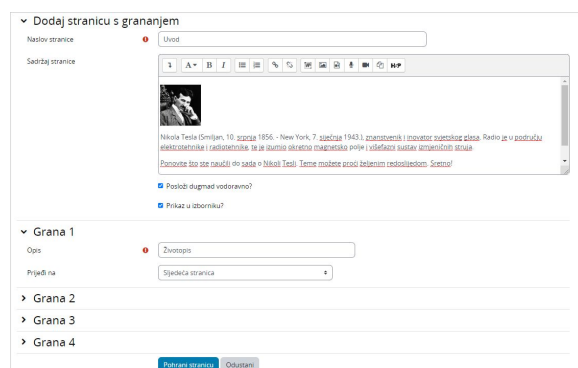 Dodaj stranicu s grananjem
Naslov stranice
Uvod
Sadržaj stranice
A
B
I
H-P
Nikola Tesla (Smiljan, 10. srpnja 1856. - New York, 7. siječnja 1943.), znanstvenik i inovator svjetskog glasa. Radio je u području
elektrotehnike i radiotehnike, te je izumio okretno magnetsko polje i višefazni sustav izmjeničnih struja.
Ponovite što ste naučili do sada o Nikoli Tesli. Teme možete proći željenim redoslijedom. Sretno!
Posloži dugmad vodoravno?
Prikaz u izborniku?
Grana 1
Opis
Životopis
Prijeđi na
Sljedeća stranica
Grana 2
Grana 3
Grana 4
Pohrani stranicu
Odustani